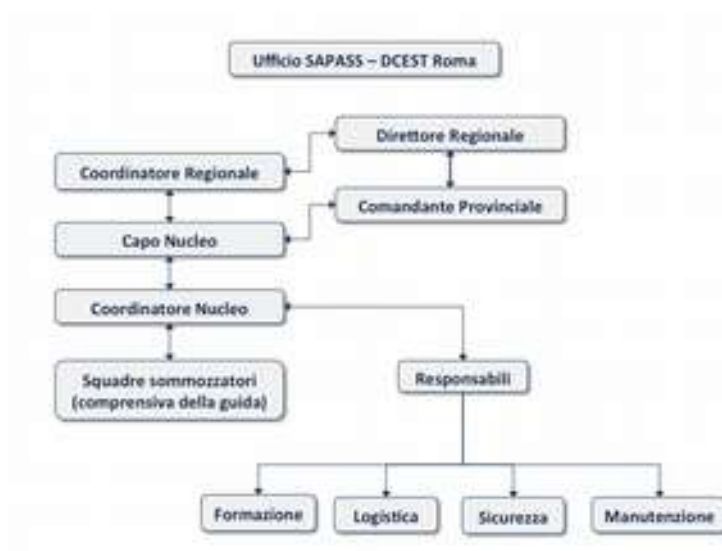 Ufficio SAPASS – DCEST Roma
Direttore Regionale
Coordinatore Regionale
Comandante Provinciale
Capo Nucleo
Coordinatore Nucleo
Squadre sommozzatori
(comprensiva della guida)
Responsabili
Formazione
Logistica
Sicurezza
Manutenzione